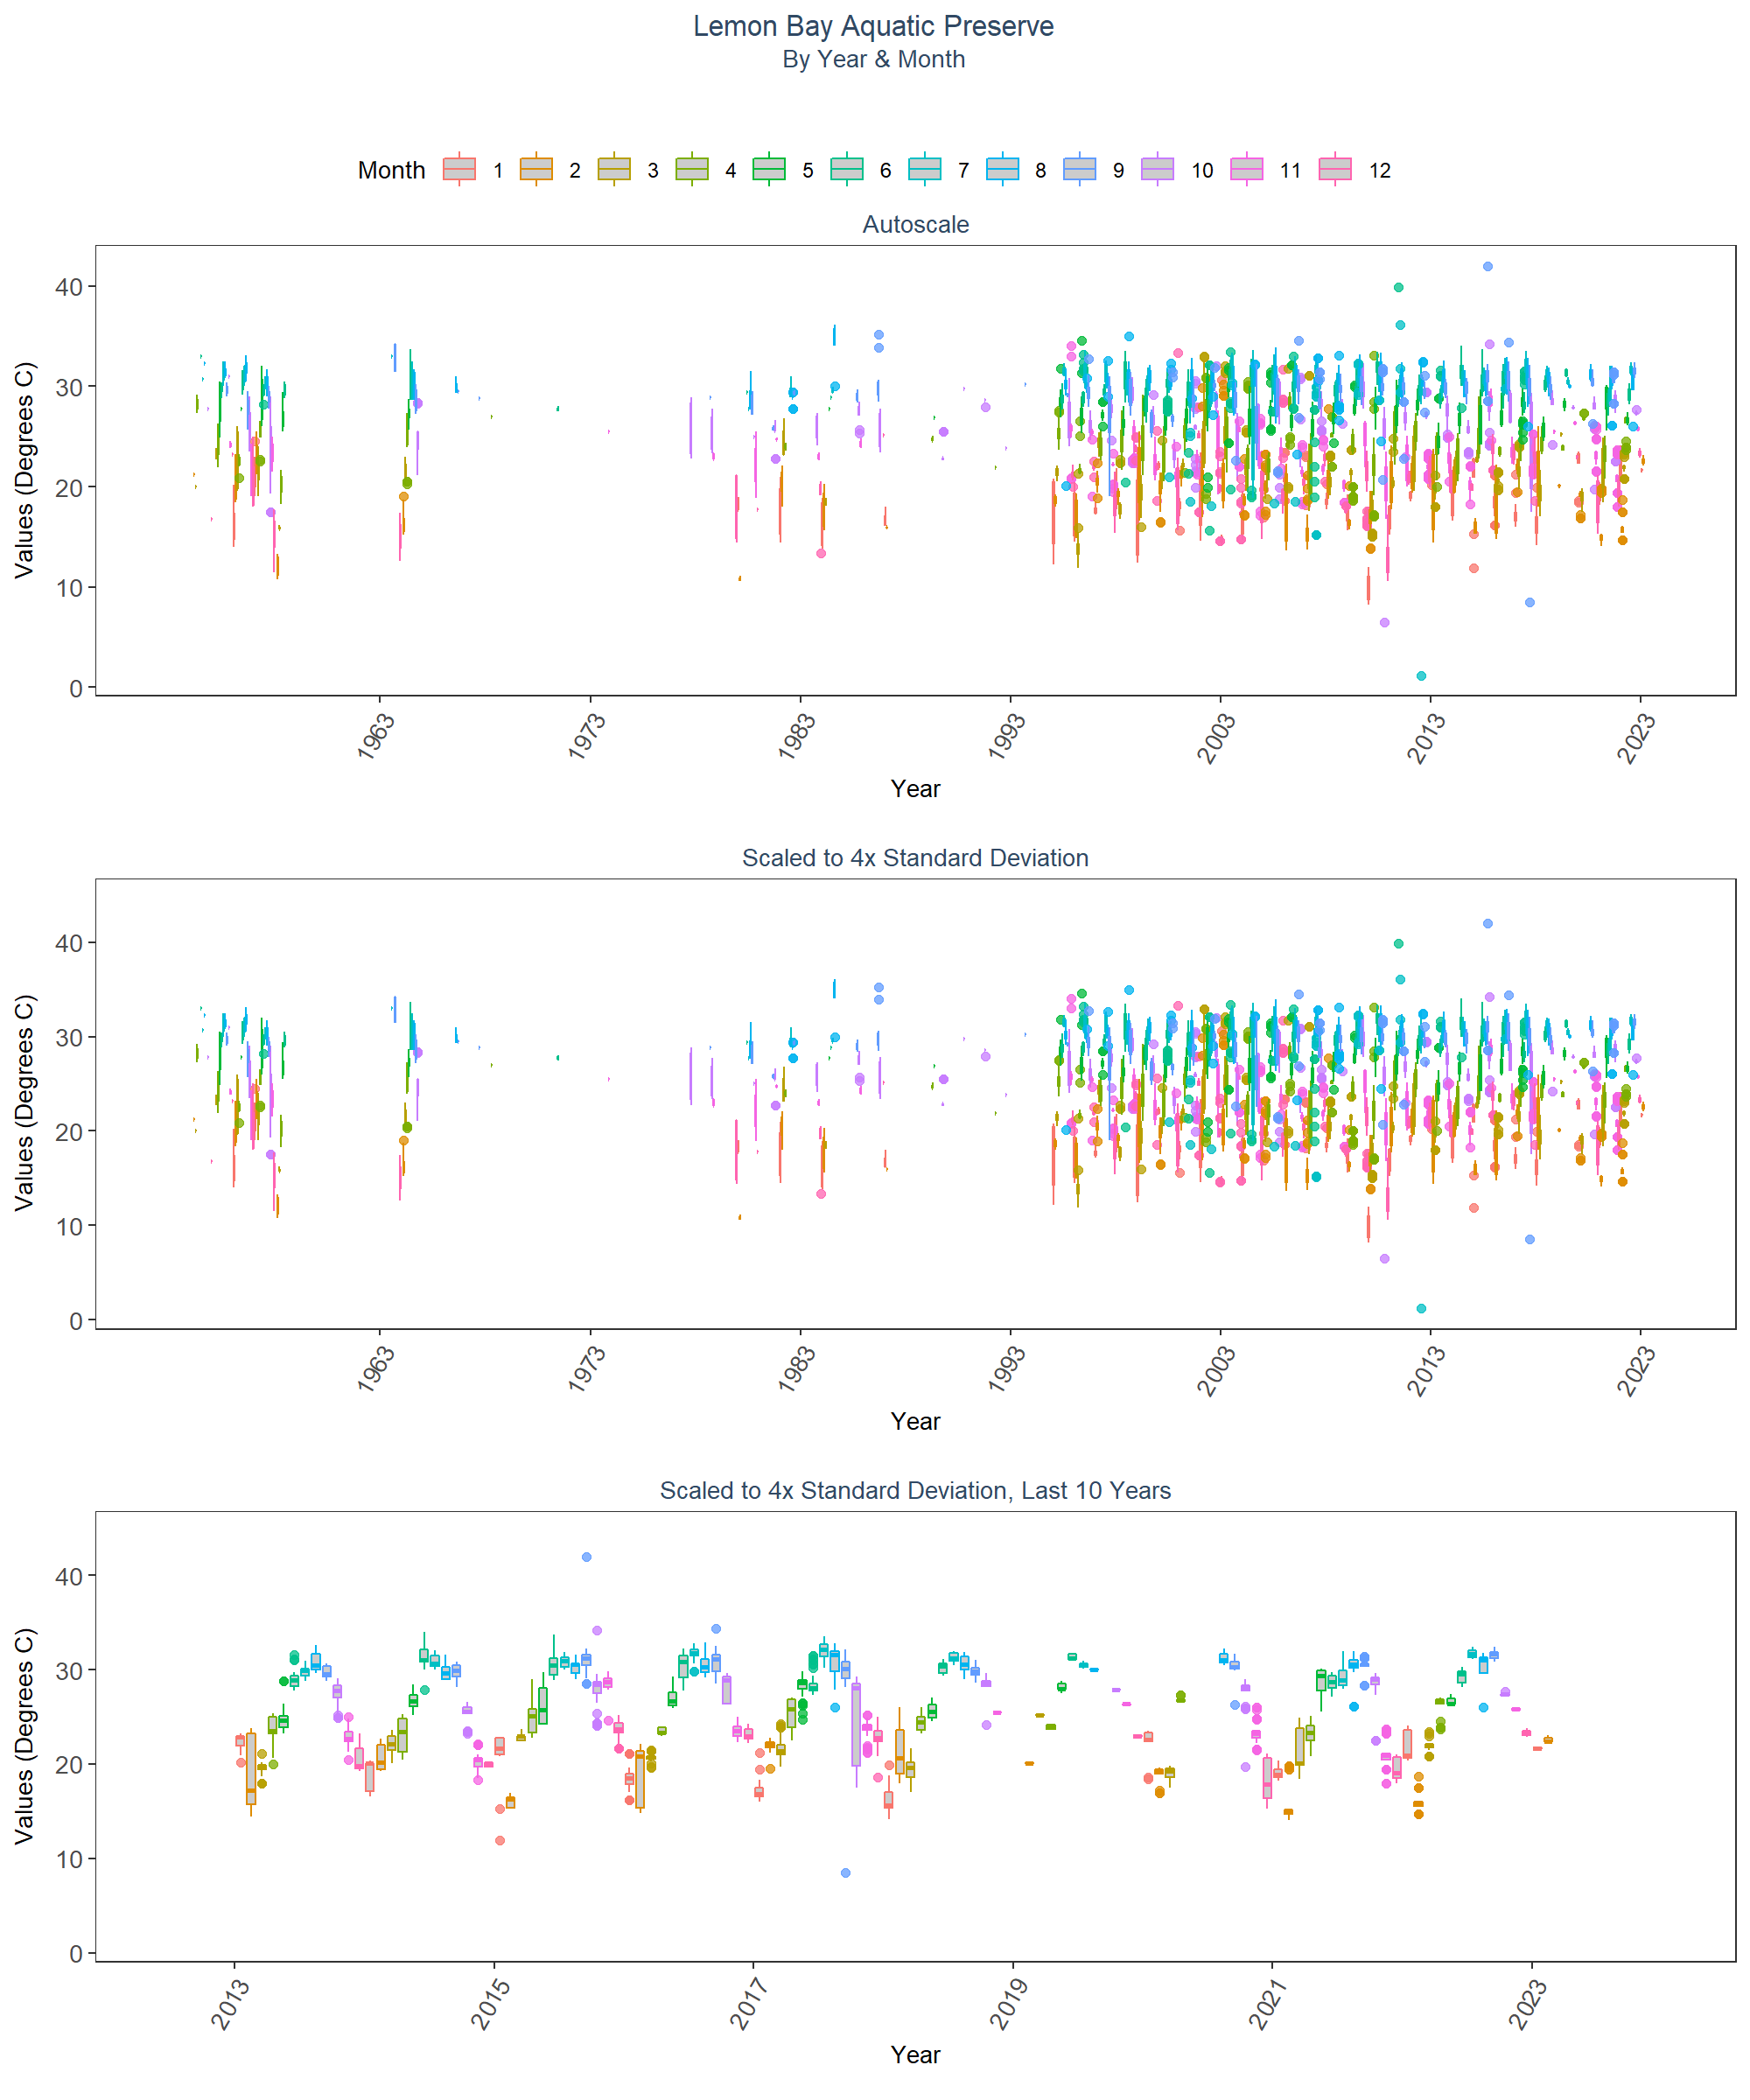 Lemon Bay Aquatic Preserve
By Year & Month
Month 1 2 3 4 5 6 7 8 9 10 11 12
Autoscale
Values (Degrees C)
40
30
20
10
0
1963 1973 1983 1993 2003 2013 2023
Year
Scaled to 4x Standard Deviation
Values (Degrees C)
40
30
20
10
0
1963 1973 1983 1993 2003 2013 2023
Year
Scaled to 4x Standard Deviation, Last 10 Years
Values (Degrees C)
40
30
20
10
0
2013 2015 2017 2019 2021 2023
Year